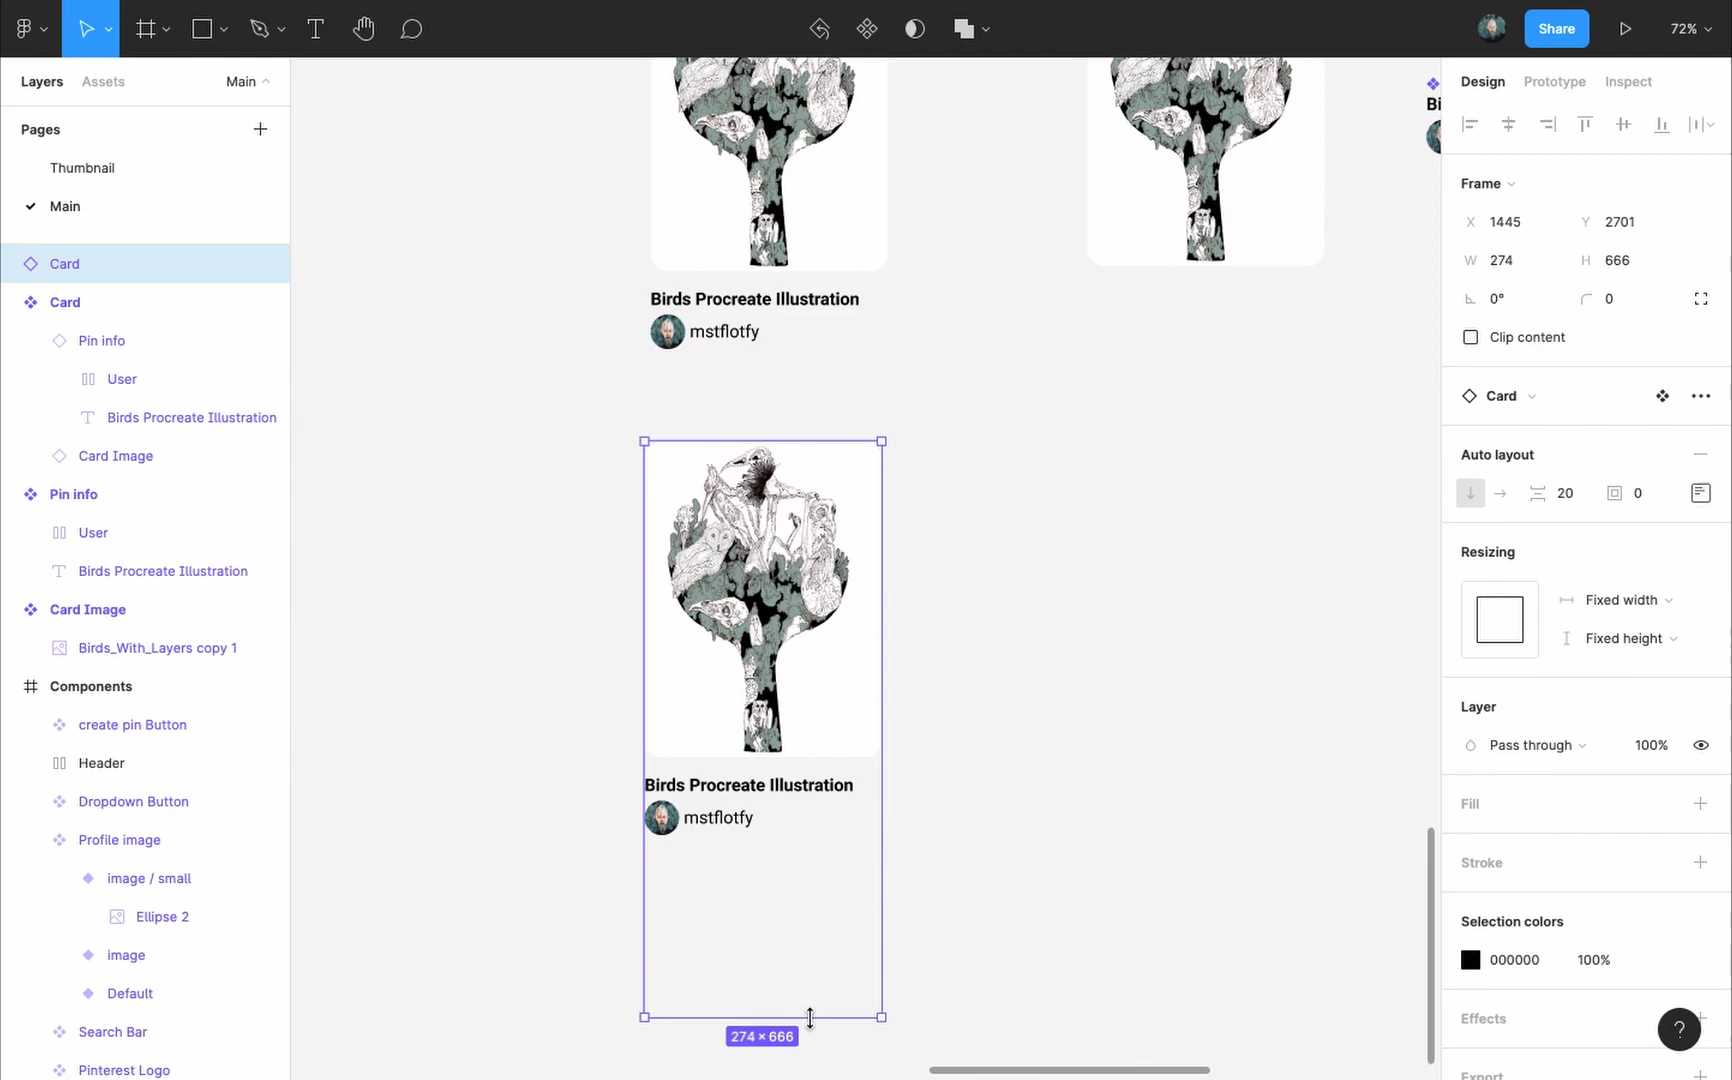 Share
72%
Layers
Assets
Main
Pages
Thumbnail
Main
Card
Card
Pin info
User
Birds Procreate Illustration
Card Image
Pin info
User
Birds Procreate Illustration
Card Image
Birds_With_Layers copy 1
Components
create pin Button
Header
Dropdown Button
Profile image
image / small
Ellipse 2
image
Default
Search Bar
Pinterest Logo
Birds Procreate Illustration
mstflotfy
Bi
Birds Procreate Illustration
mstflotfy
274 × 666
Design
Prototype
Inspect
Frame
X 1445
Y 2701
W 274
H 666
0°
0
Clip content
Card
Auto layout
20
0
Resizing
Fixed width
Fixed height
Layer
Pass through
100%
Fill
Stroke
Selection colors
000000
100%
Effects
?
Export